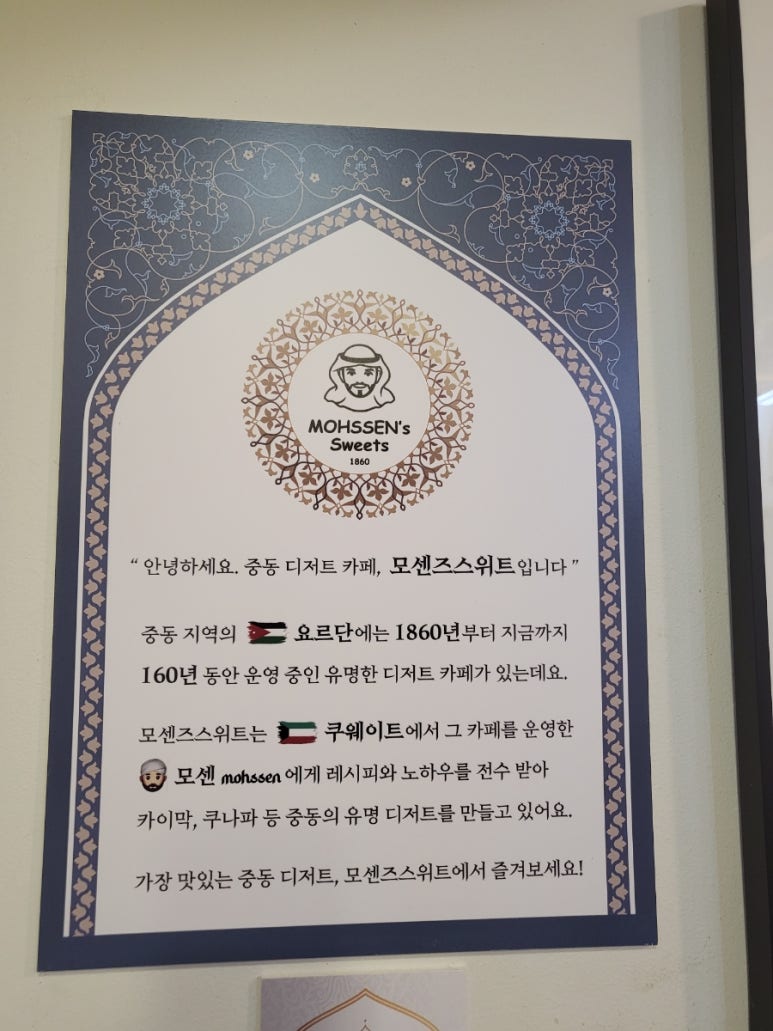 MOHSSEN's
Sweets
1860
“ 안녕하세요. 중동 디저트 카페, 모센즈스위트입니다 ”
중동 지역의 요르단에는 1860년부터 지금까지
160년 동안 운영 중인 유명한 디저트 카페가 있는데요.
모센즈스위트는 쿠웨이트에서 그 카페를 운영한
모센 mohssen 에게 레시피와 노하우를 전수 받아
카이막, 쿠나파 등 중동의 유명 디저트를 만들고 있어요.
가장 맛있는 중동 디저트, 모센즈스위트에서 즐겨보세요!